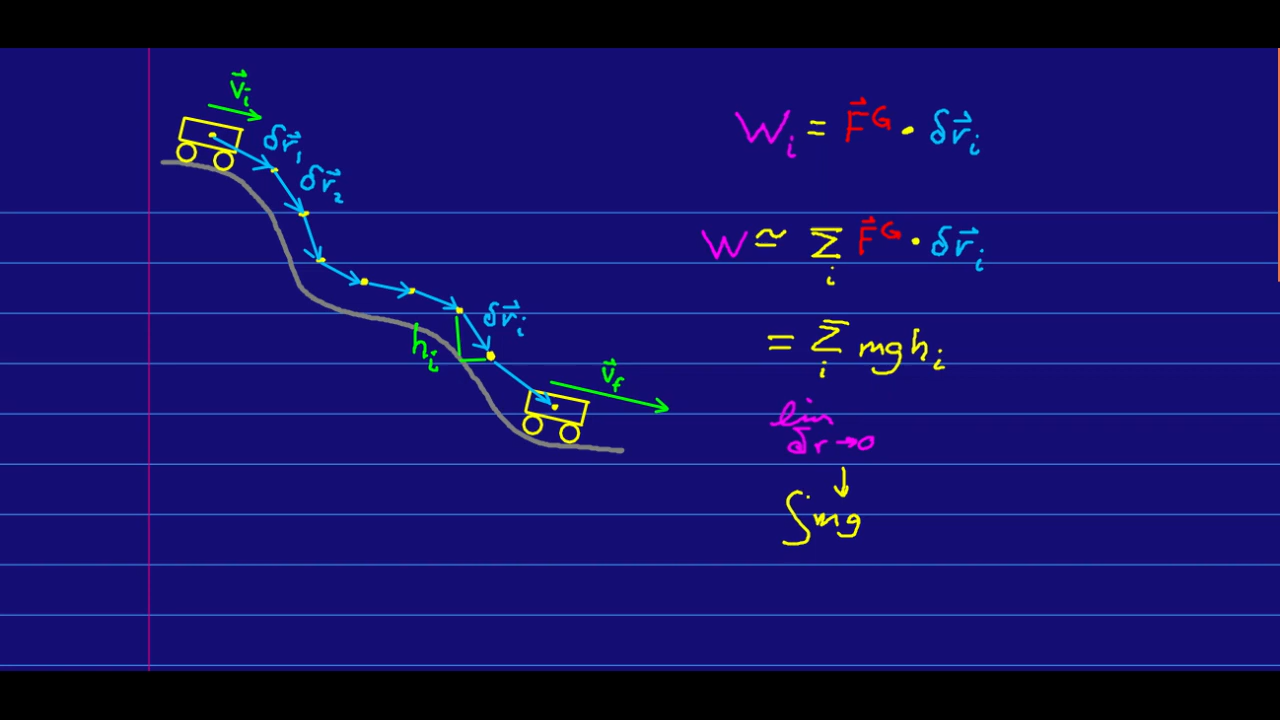 v⃗ᵢ
δr⃗₁
δr⃗₂
δr⃗ᵢ
hᵢ
v⃗f
Wᵢ = F⃗ᴳ · δr⃗ᵢ
W ≃ Σᵢ F⃗ᴳ · δr⃗ᵢ
= Σᵢ mghᵢ
lim
δr→0
↓
∫mg